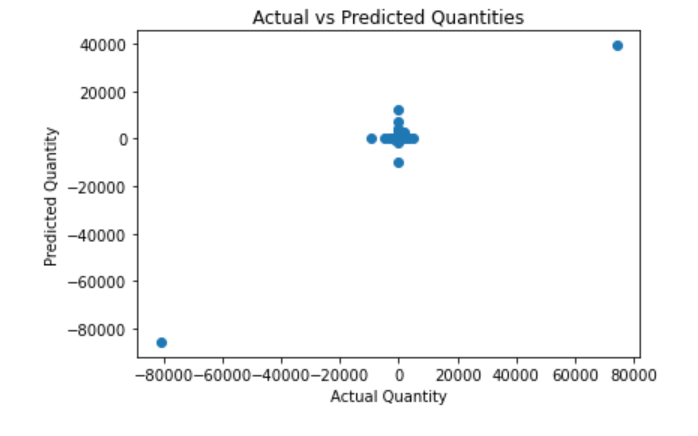 Actual vs Predicted Quantities
40000
20000
0
−20000
−40000
−60000
−80000
Predicted Quantity
−80000−60000−40000−20000 0 20000 40000 60000 80000
Actual Quantity